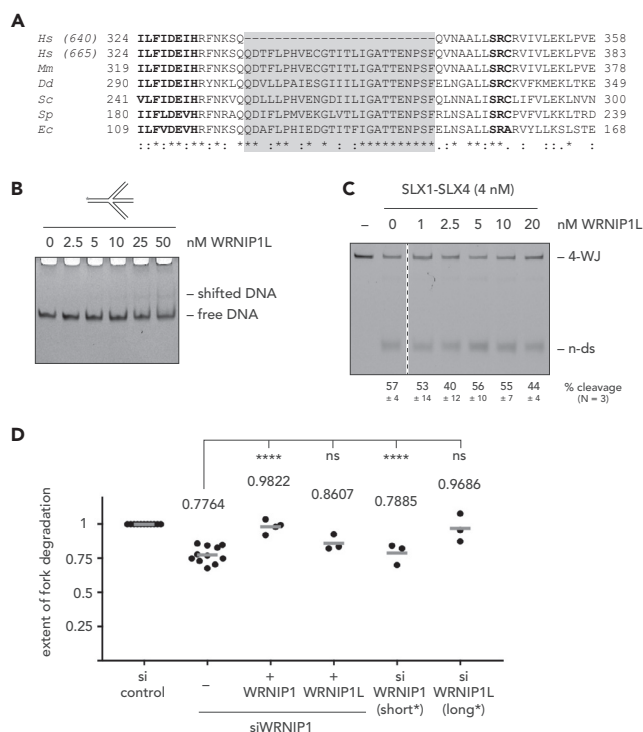 A
Hs (640) 324 ILFIDEIHRFNKSQ-------------------------QVNAALLSRCRVIVLEKLPVE 358
Hs (665) 324 ILFIDEIHRFNKSQQDTFLPHVECGTITLIGATTENPSFQVNAALLSRCRVIVLEKLPVE 383
Mm 319 ILFIDEIHRFNKSQQDTFLPHVECGTITLIGATTENPSFQVNAALLSRCRVIVLEKLPVE 378
Dd 290 ILFIDEIHRYNKLQQDVLLPAIESGIIILIGATTENPSFELNAALLSRCKVFKMEKLTKE 349
Sc 241 VLFIDEIHRFNKVQQDLLLPHVENGDIILIGATTENPSFQLNNALISRCLIFVLEKLNVN 300
Sp 180 IIFLDEVHRFNRAQQDIFLPMVERGLVTLIGATTENPSFRLNSALISRCPVFVLKKLTRD 239
Ec 109 ILFVDEVHRFNKSQQDAFLPHIEDGTITFIGATTENPSFELNSALLSRARVYLLKSLSTE 168
B
0 2.5 5 10 25 50 nM WRNIP1L
– shifted DNA
– free DNA
C
SLX1-SLX4 (4 nM)
– 0 1 2.5 5 10 20 nM WRNIP1L
– 4-WJ
– n-ds
57 53 40 56 55 44 % cleavage
± 4 ± 14 ± 12 ± 10 ± 7 ± 4 (N = 3)
D
**** ns **** ns
0.7764 0.9822 0.8607 0.7885 0.9686
extent of fork degradation
1
0.75
0.5
0.25
si
control
–
+
WRNIP1
+
WRNIP1L
si
WRNIP1
(short*)
si
WRNIP1L
(long*)
siWRNIP1